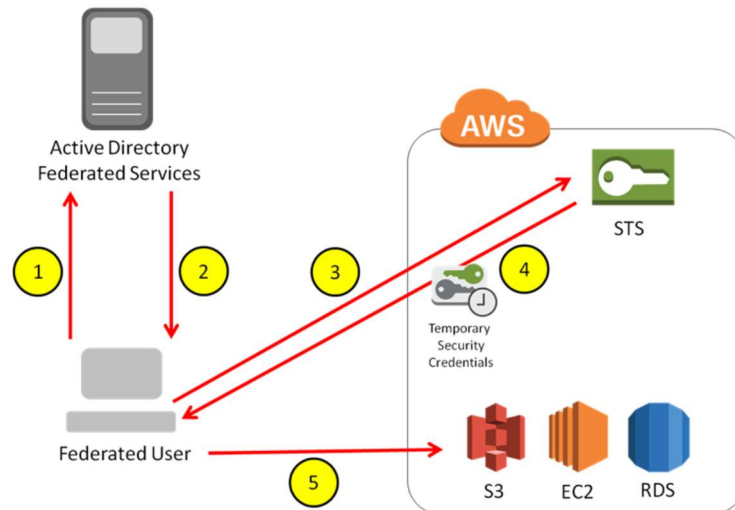 Active Directory
Federated Services
AWS
STS
1
2
3
4
Temporary
Security
Credentials
Federated User
5
S3
EC2
RDS